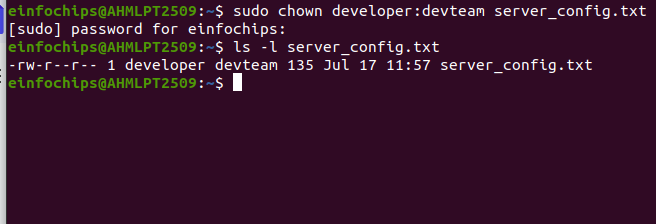 einfochips@AHMLPT2509:~$ sudo chown developer:devteam server_config.txt
[sudo] password for einfochips:
einfochips@AHMLPT2509:~$ ls -l server_config.txt
-rw-r--r-- 1 developer devteam 135 Jul 17 11:57 server_config.txt
einfochips@AHMLPT2509:~$